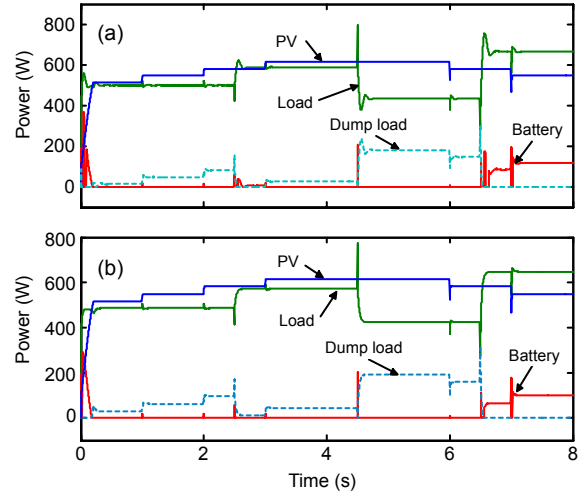 800
(a)
PV
600
Load
400
Dump load
Battery
200
0
Power (W)
800
(b)
PV
600
Load
400
Dump load
Battery
200
0
Power (W)
0
2
4
6
8
Time (s)